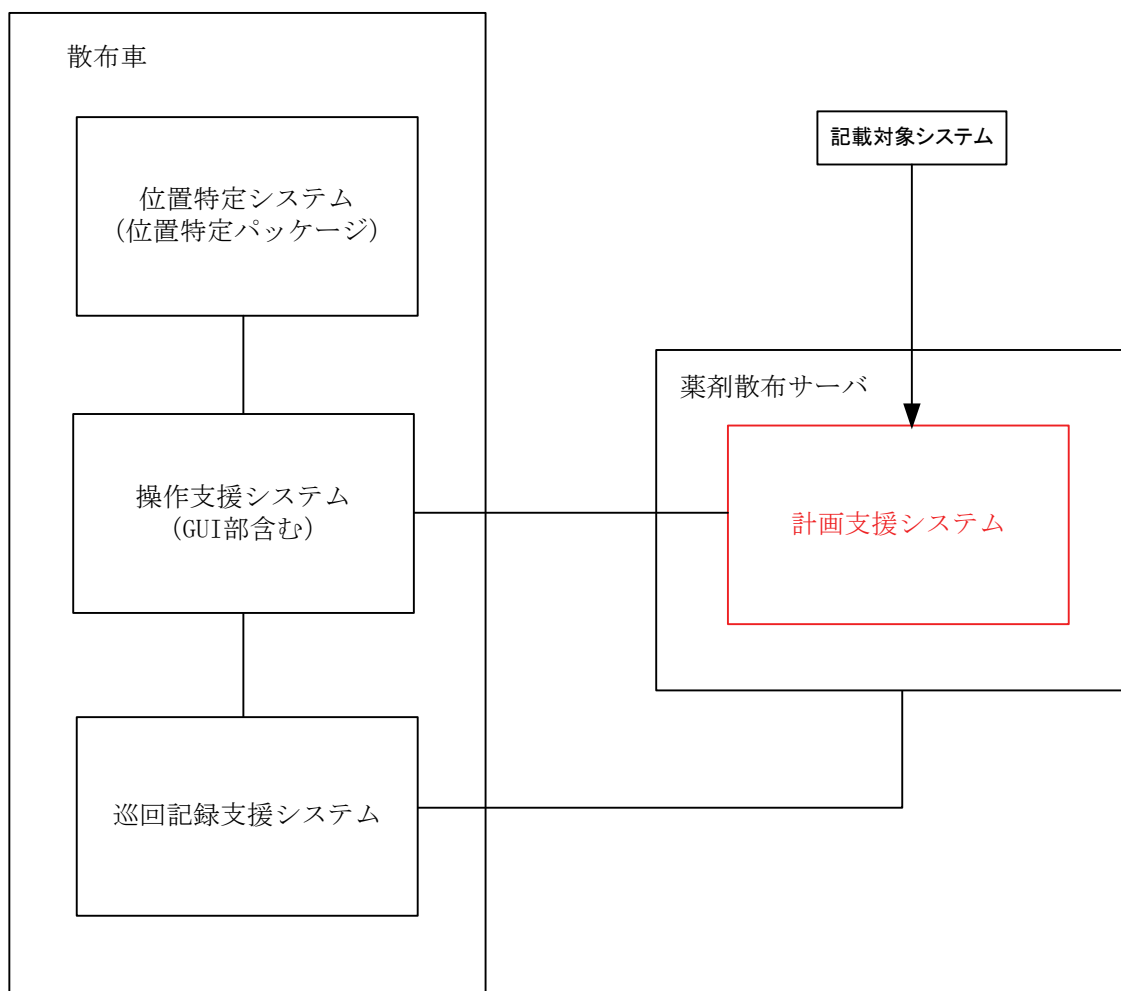 散布車
位置特定システム
(位置特定パッケージ)
操作支援システム
(GUI部含む)
巡回記録支援システム
記載対象システム
薬剤散布サーバ
計画支援システム